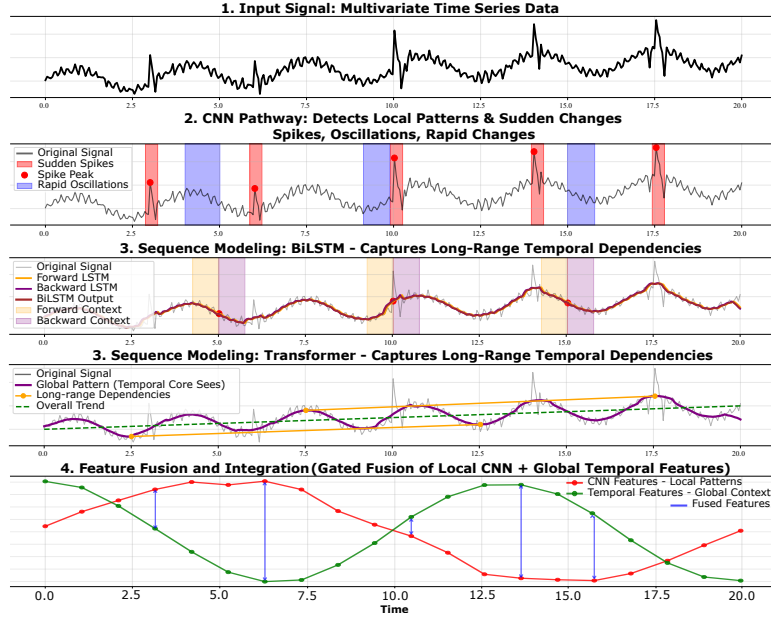 1. Input Signal: Multivariate Time Series Data
0.0 2.5 5.0 7.5 10.0 12.5 15.0 17.5 20.0
2. CNN Pathway: Detects Local Patterns & Sudden Changes
Spikes, Oscillations, Rapid Changes
Original Signal
Sudden Spikes
Spike Peak
Rapid Oscillations
0.0 2.5 5.0 7.5 10.0 12.5 15.0 17.5 20.0
3. Sequence Modeling: BiLSTM - Captures Long-Range Temporal Dependencies
Original Signal
Forward LSTM
Backward LSTM
BiLSTM Output
Forward Context
Backward Context
0.0 2.5 5.0 7.5 10.0 12.5 15.0 17.5 20.0
3. Sequence Modeling: Transformer - Captures Long-Range Temporal Dependencies
Original Signal
Global Pattern (Temporal Core Sees)
Long-range Dependencies
Overall Trend
0.0 2.5 5.0 7.5 10.0 12.5 15.0 17.5 20.0
4. Feature Fusion and Integration(Gated Fusion of Local CNN + Global Temporal Features)
CNN Features - Local Patterns
Temporal Features - Global Context
Fused Features
0.0 2.5 5.0 7.5 10.0 12.5 15.0 17.5 20.0
Time